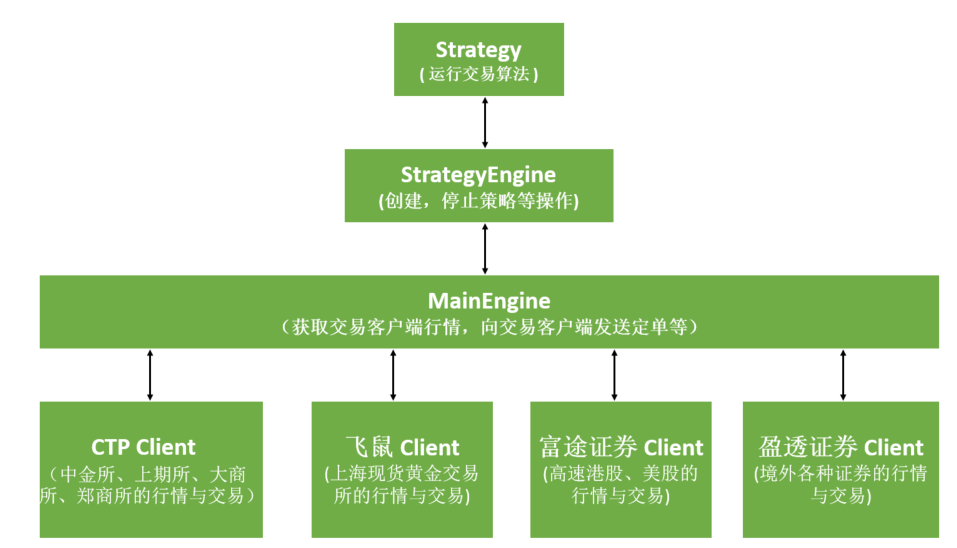 Strategy
( 运行交易算法 )
StrategyEngine
(创建，停止策略等操作)
MainEngine
（获取交易客户端行情，向交易客户端发送定单等）
CTP Client
（中金所、上期所、大商
所、郑商所的行情与交易）
飞鼠 Client
(上海现货黄金交易
所的行情与交易)
富途证券 Client
(高速港股、美股的
行情与交易)
盈透证券 Client
(境外各种证券的行情
与交易)